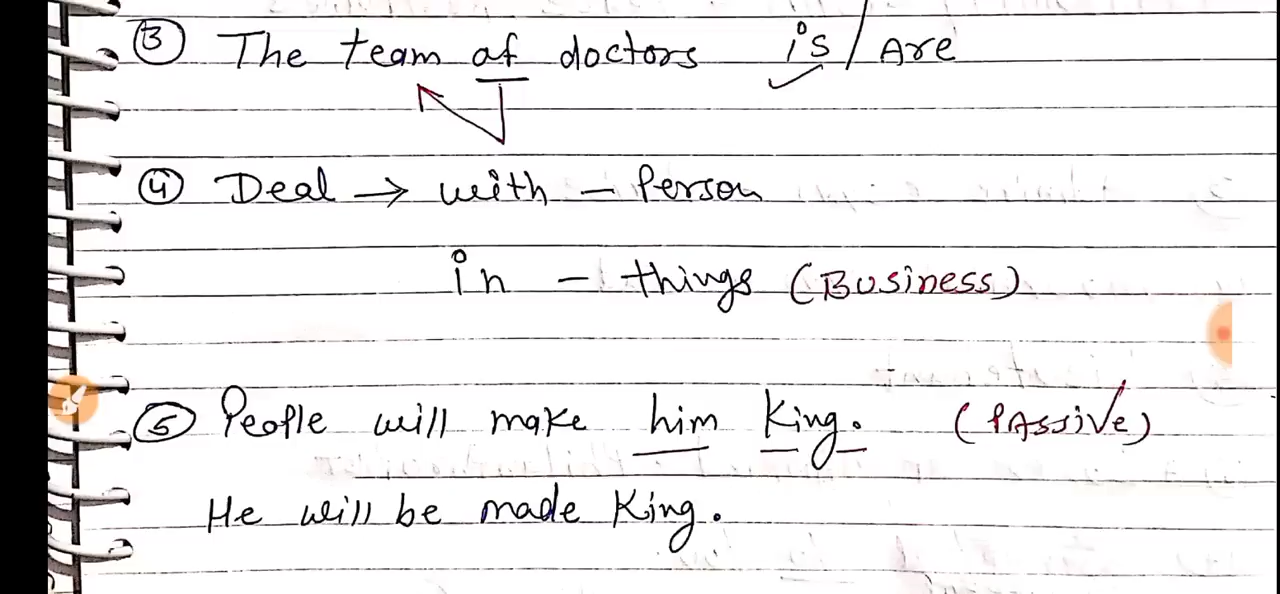 ③ The team of doctors is / Are
④ Deal → with - Person
in - things (Business)
⑤ People will make him King. (PAssive)
He will be made King.